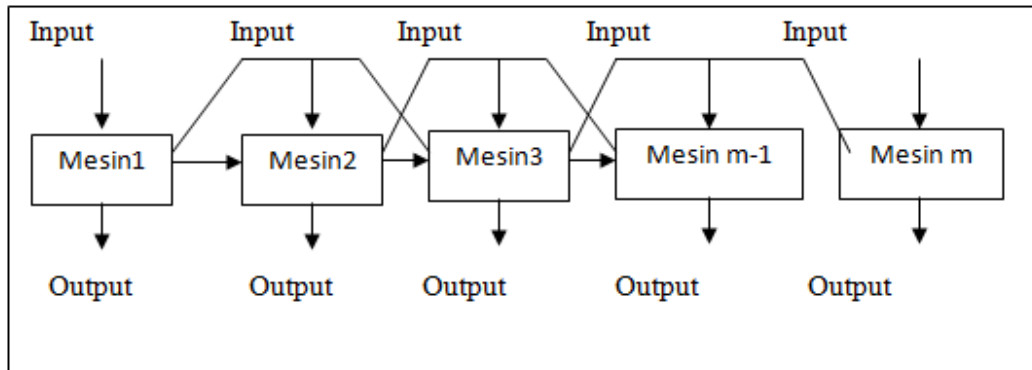 Input Input Input Input Input
Mesin1 Mesin2 Mesin3 Mesin m-1 Mesin m
Output Output Output Output Output